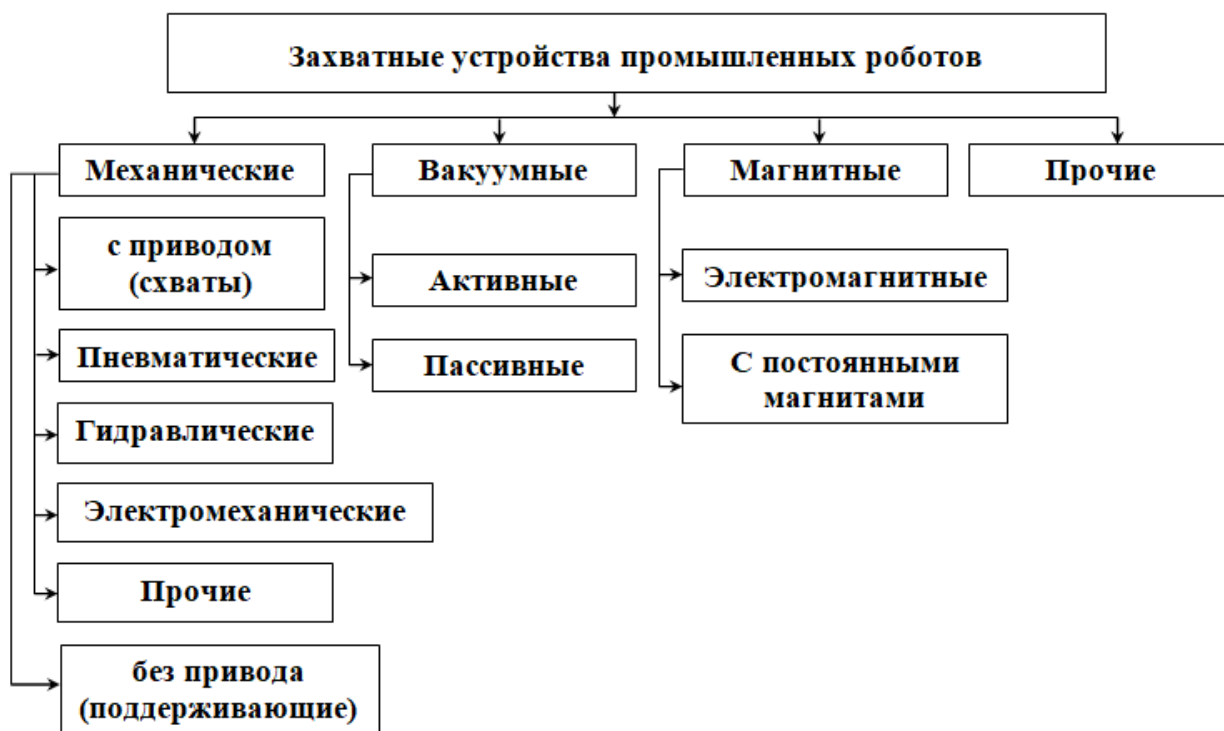 Захватные устройства промышленных роботов
Механические
Вакуумные
Магнитные
Прочие
с приводом
(схваты)
Пневматические
Гидравлические
Электромеханические
Прочие
без привода
(поддерживающие)
Активные
Пассивные
Электромагнитные
С постоянными
магнитами